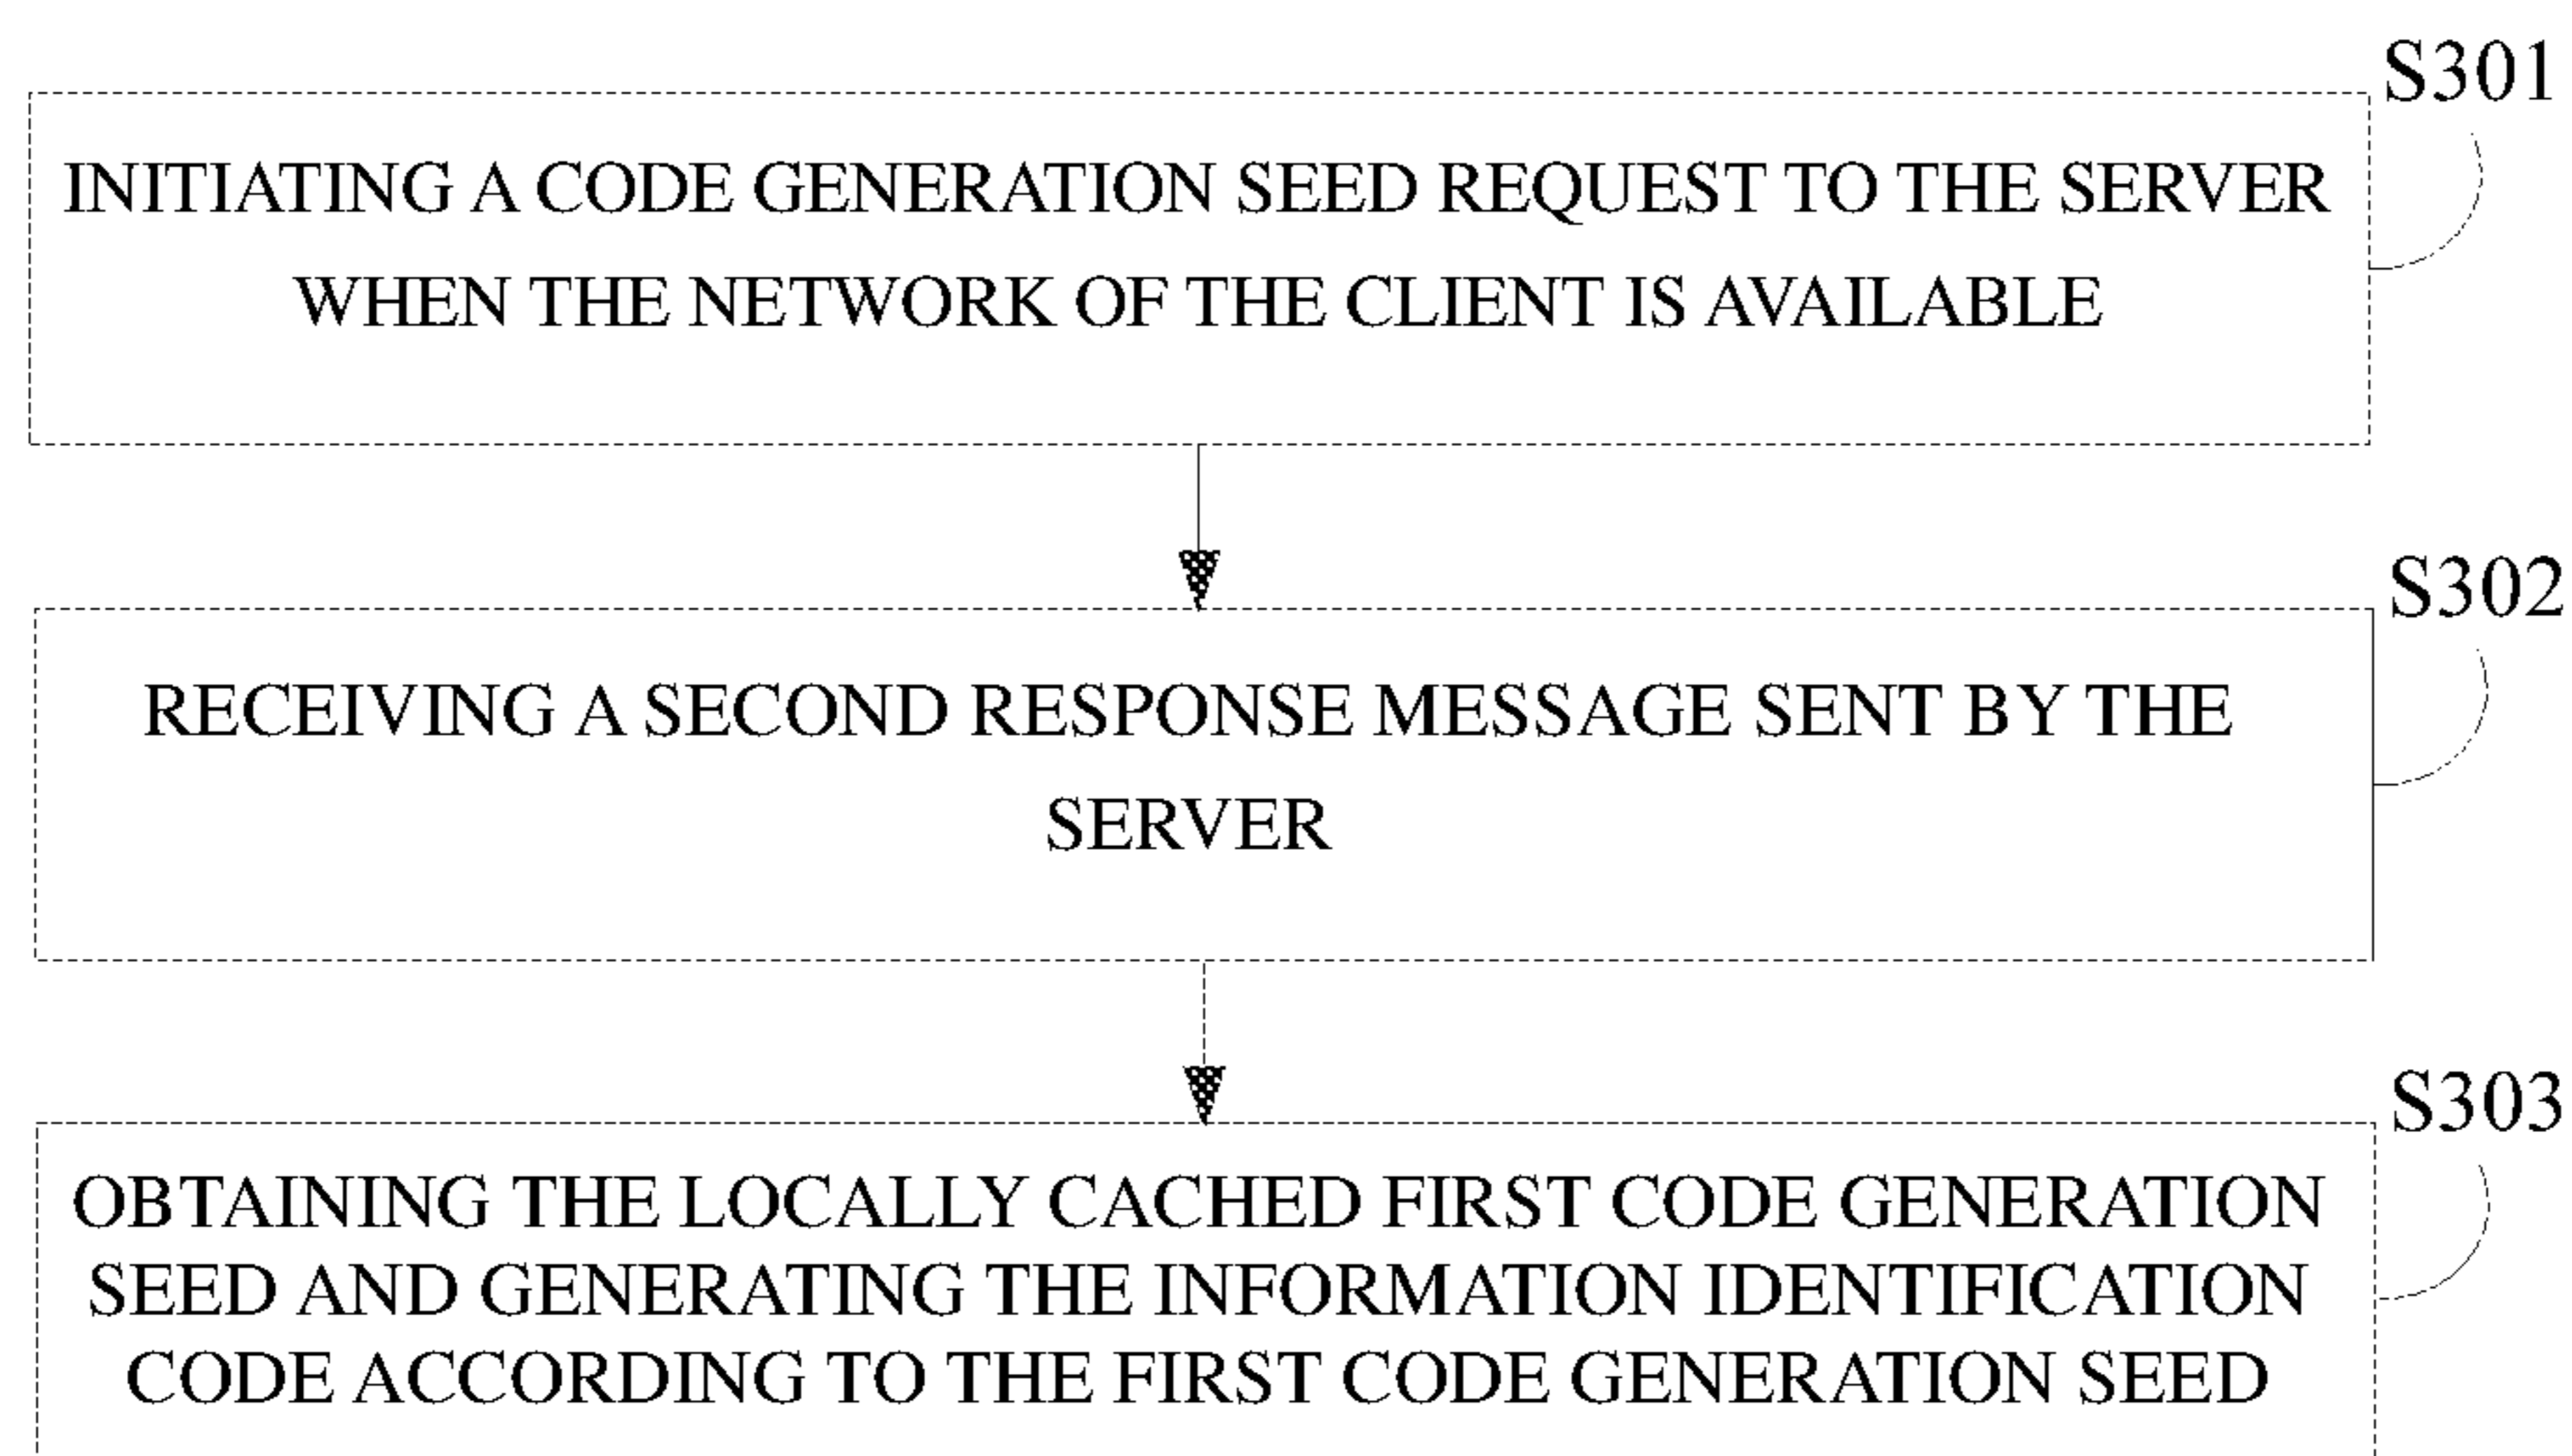 S301
INITIATING A CODE GENERATION SEED REQUEST TO THE SERVER
WHEN THE NETWORK OF THE CLIENT IS AVAILABLE
S302
RECEIVING A SECOND RESPONSE MESSAGE SENT BY THE
SERVER
S303
OBTAINING THE LOCALLY CACHED FIRST CODE GENERATION
SEED AND GENERATING THE INFORMATION IDENTIFICATION
CODE ACCORDING TO THE FIRST CODE GENERATION SEED